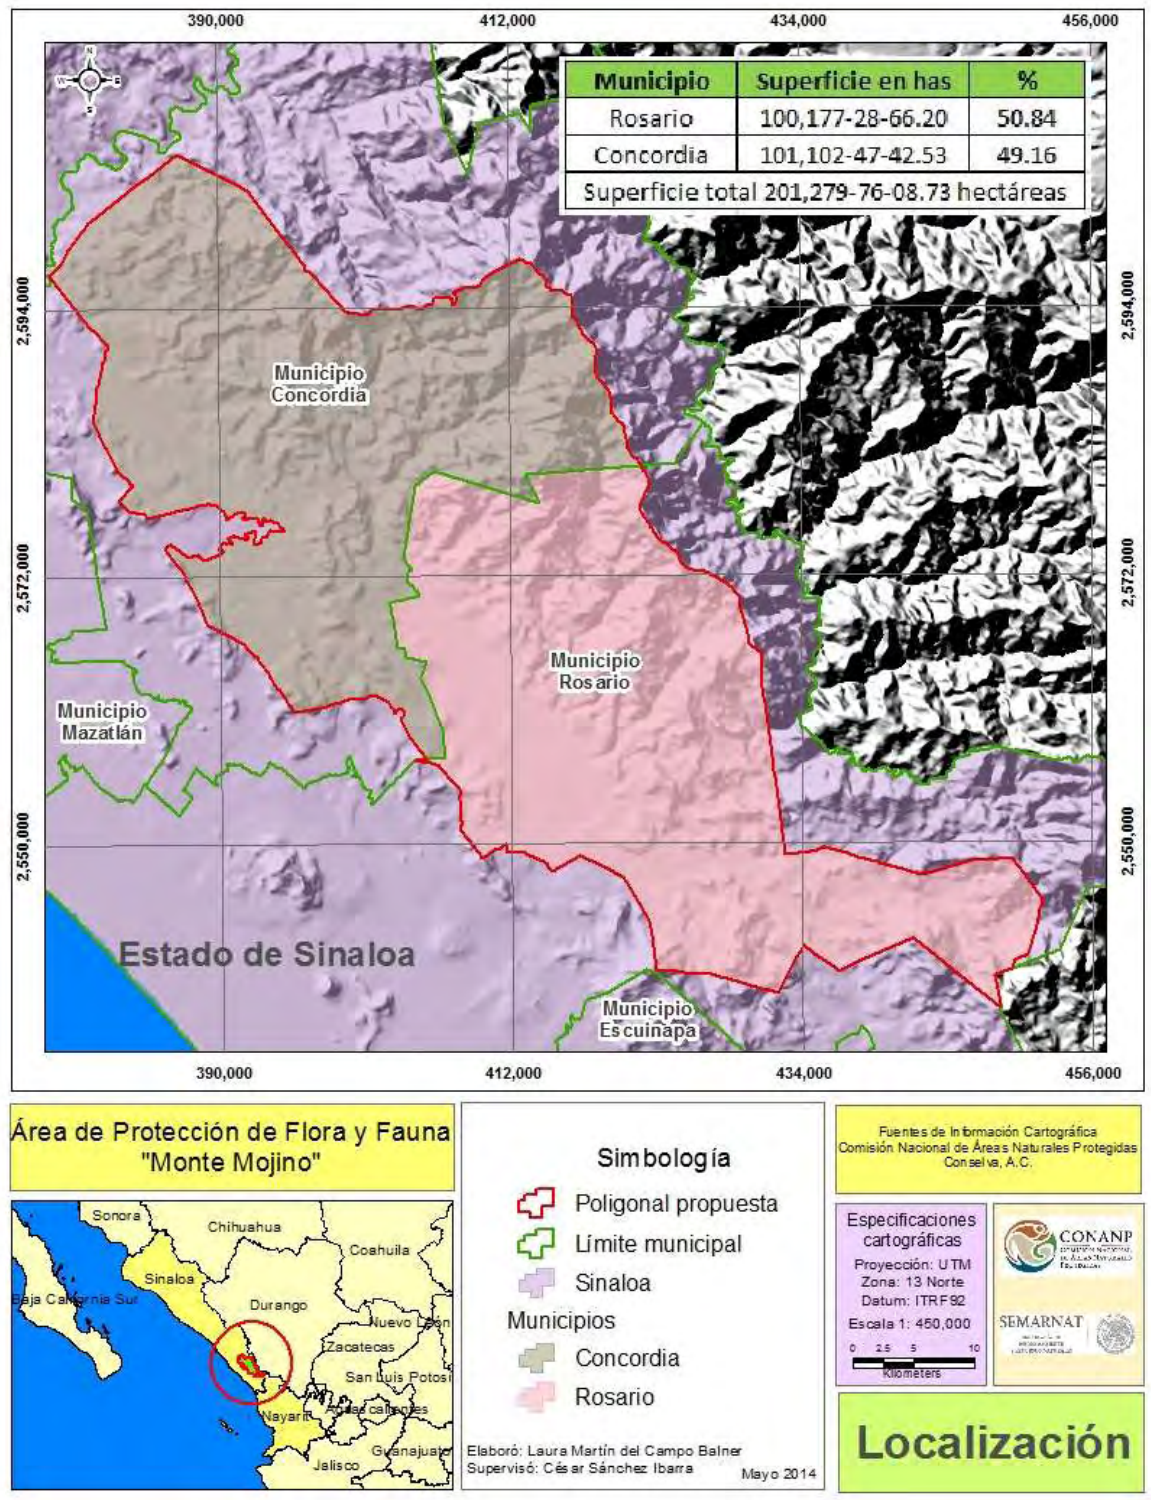 390,000 412,000 434,000 456,000
N
W E
S
Municipio Superficie en has %
Rosario 100,177-28-66.20 50.84
Concordia 101,102-47-42.53 49.16
Superficie total 201,279-76-08.73 hectáreas
2,594,000 2,594,000
Municipio
Concordia
2,572,000 2,572,000
Municipio
Rosario
Municipio
Mazatlán
2,550,000 2,550,000
Estado de Sinaloa
Municipio
Escuinapa
390,000 412,000 434,000 456,000
Área de Protección de Flora y Fauna
"Monte Mojino"
Sonora
Chihuahua
Coahuila
Sinaloa
Baja California Sur
Durango
Nuevo León
Zacatecas
San Luis Potosí
Nayarit
Aguascalientes
Guanajuato
Jalisco
Simbología
Poligonal propuesta
Límite municipal
Sinaloa
Municipios
Concordia
Rosario
Elaboró: Laura Martín del Campo Balner
Supervisó: César Sánchez Ibarra
Mayo 2014
Fuentes de Información Cartográfica
Comisión Nacional de Áreas Naturales Protegidas
Conselva, A.C.
Especificaciones
cartográficas
Proyección: UTM
Zona: 13 Norte
Datum: ITRF92
Escala 1: 450,000
0 2.5 5 10
Kilometers
CONANP
COMISIÓN NACIONAL
DE ÁREAS NATURALES
PROTEGIDAS
SEMARNAT
Localización